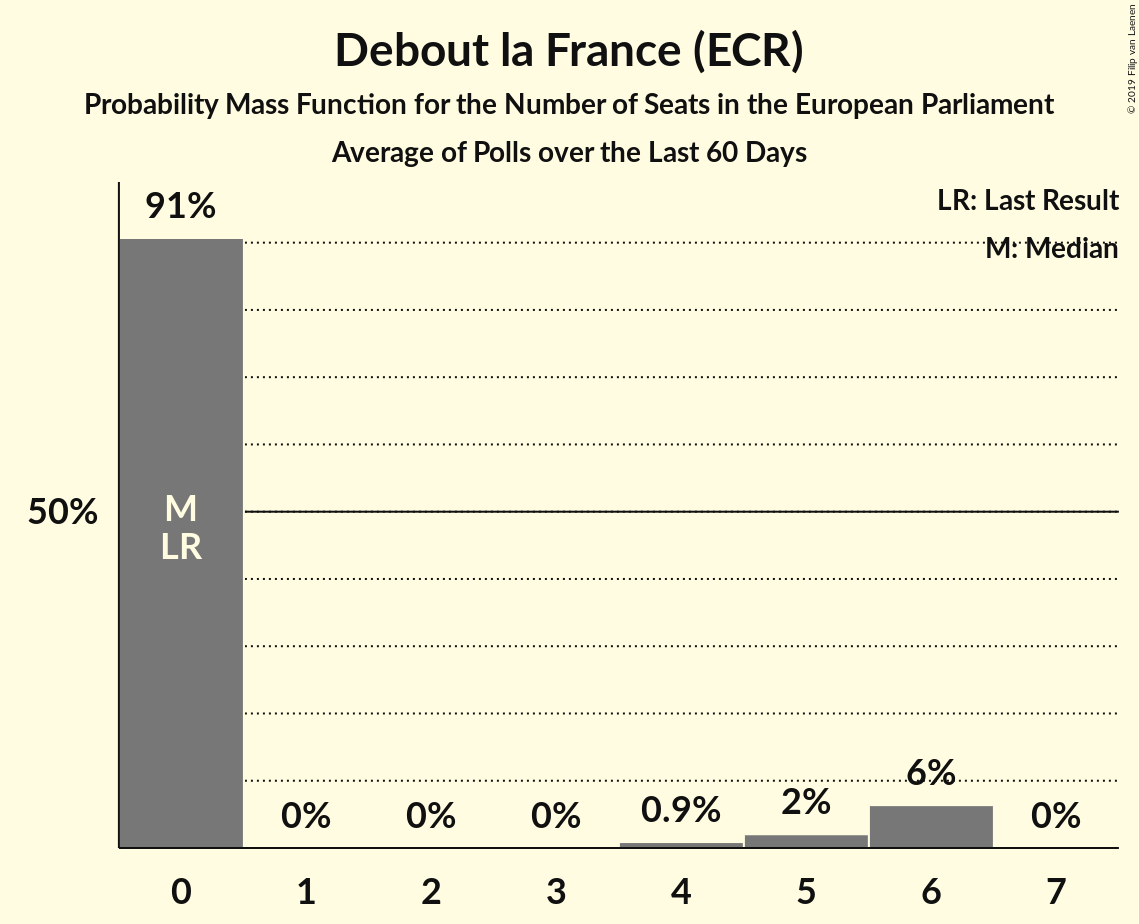 Debout la France (ECR)
Probability Mass Function for the Number of Seats in the European Parliament
Average of Polls over the Last 60 Days
© 2019 Filip van Laenen
LR: Last Result
M: Median
91%
50%
M
LR
0% 0% 0% 0.9% 2% 6% 0%
0 1 2 3 4 5 6 7